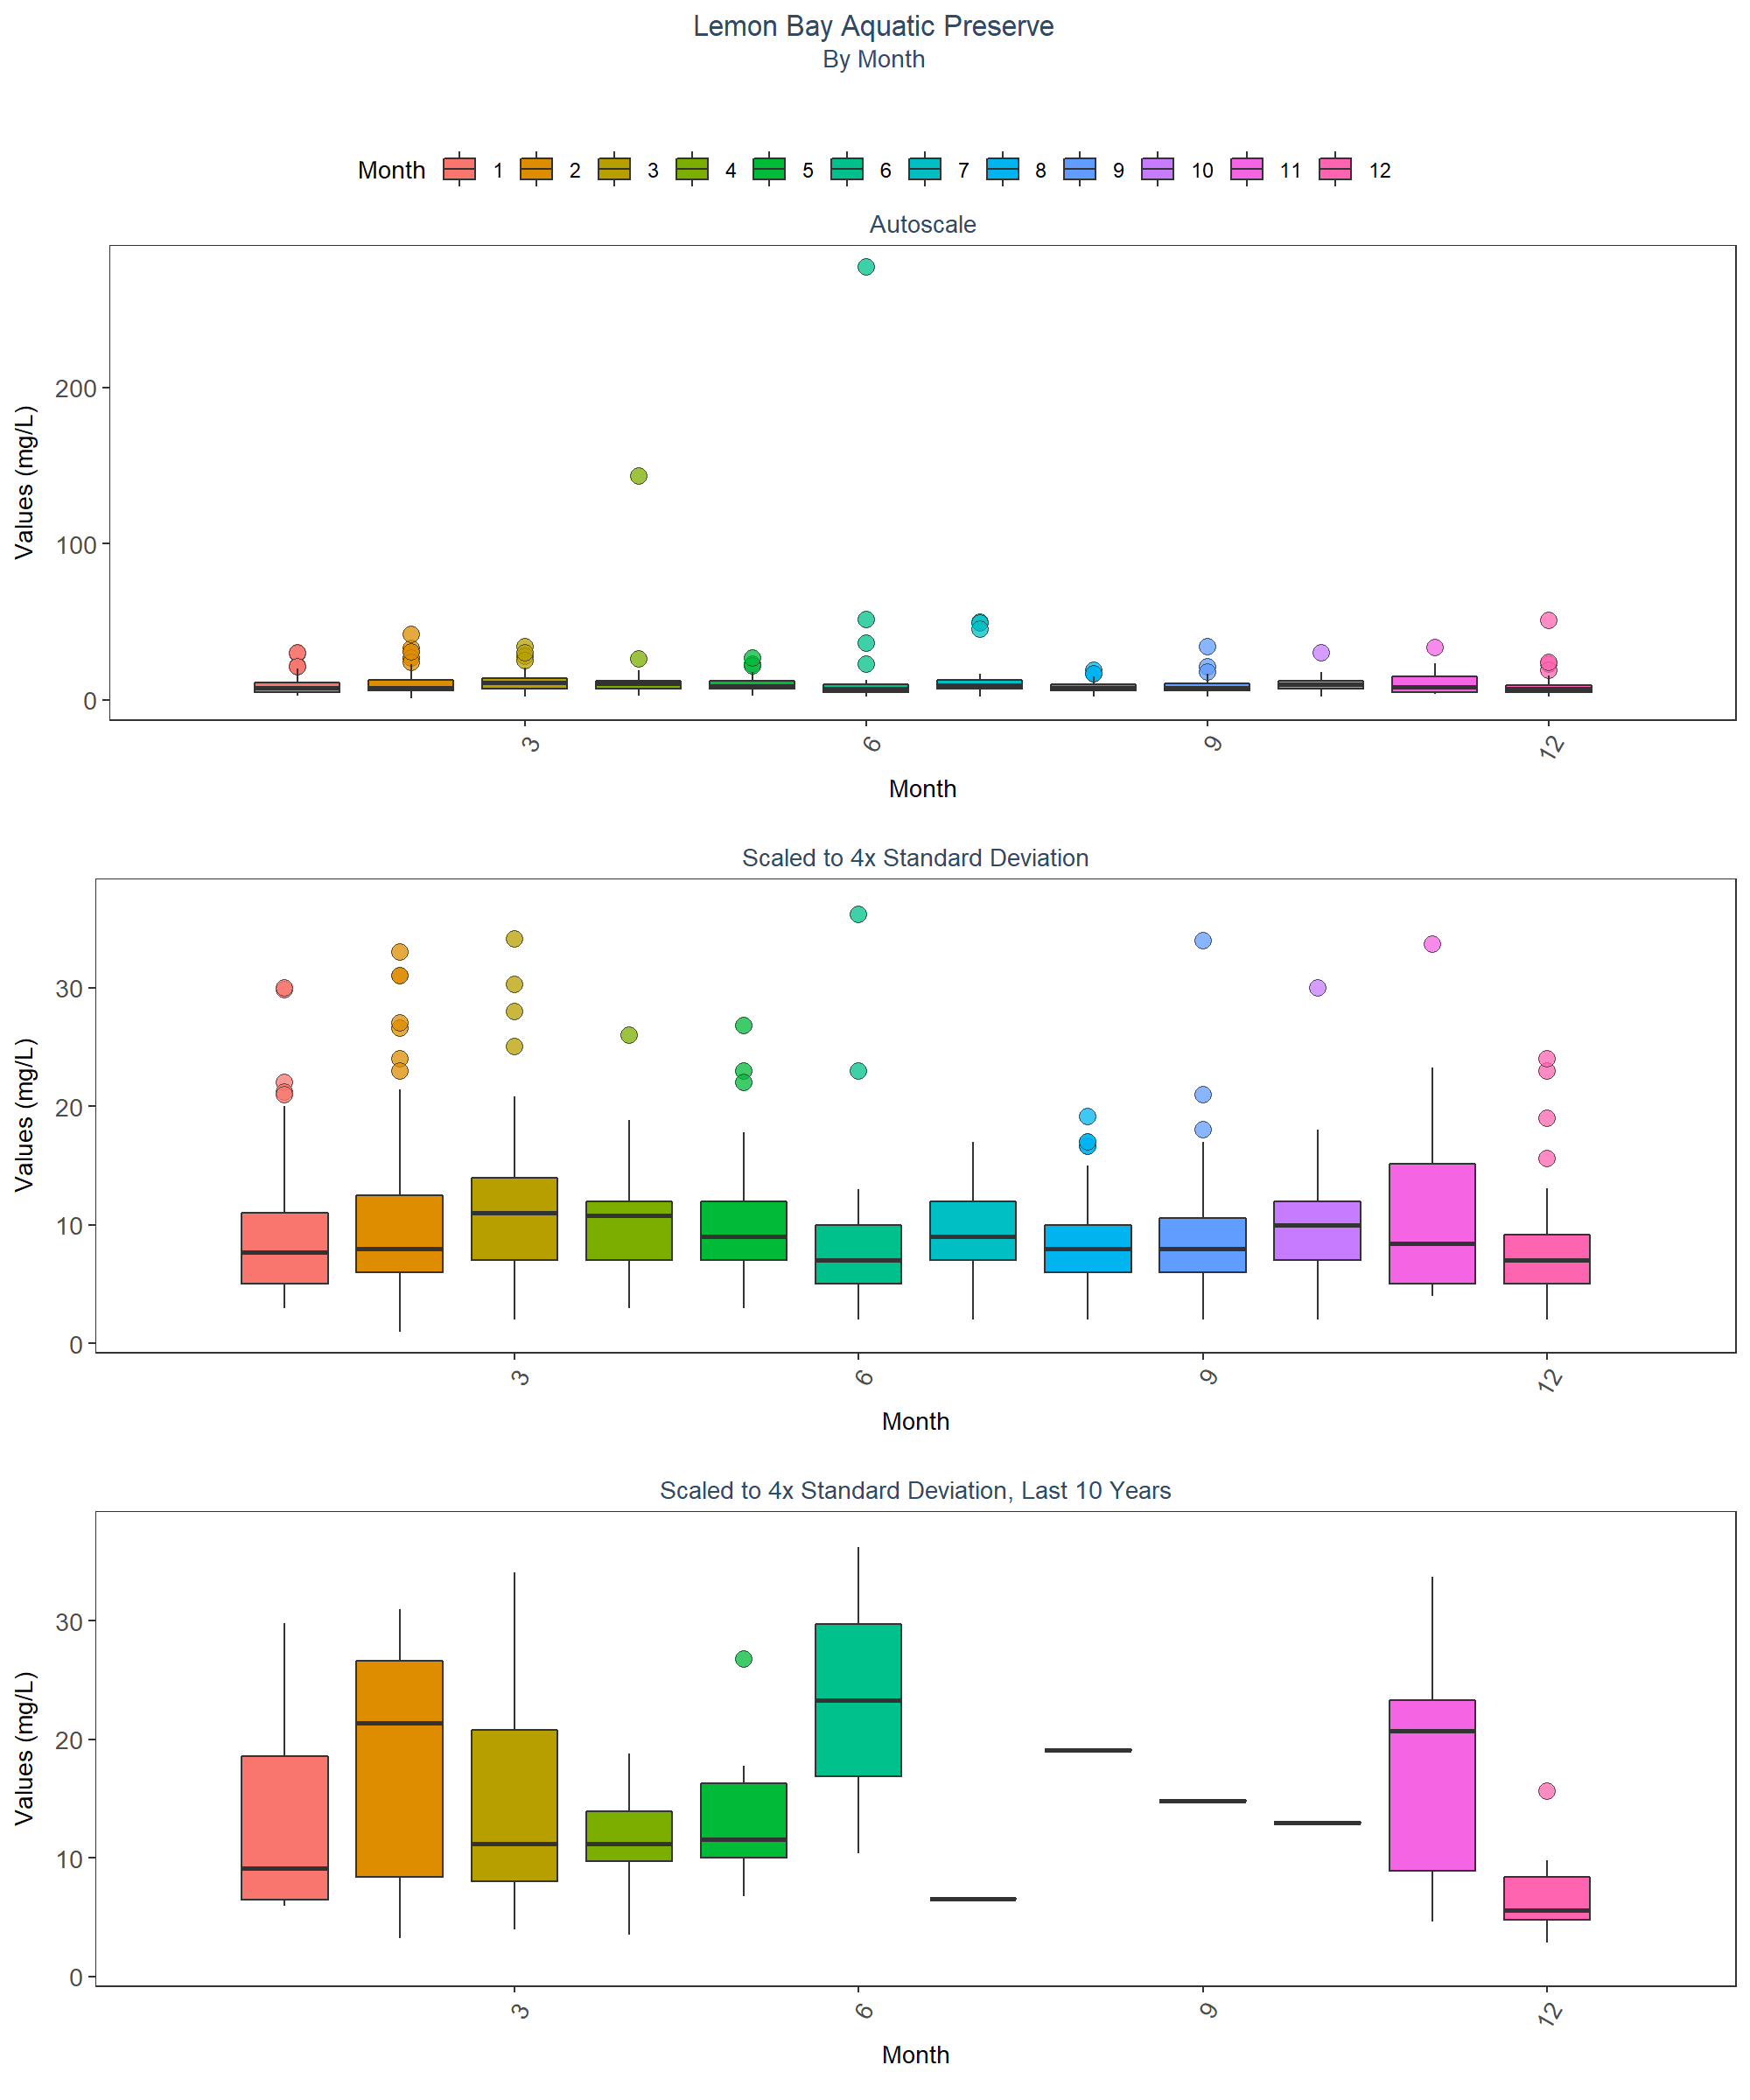 Lemon Bay Aquatic Preserve
By Month
Month 1 2 3 4 5 6 7 8 9 10 11 12
Autoscale
Values (mg/L)
200
100
0
3 6 9 12
Month
Scaled to 4x Standard Deviation
Values (mg/L)
30
20
10
0
3 6 9 12
Month
Scaled to 4x Standard Deviation, Last 10 Years
Values (mg/L)
30
20
10
0
3 6 9 12
Month